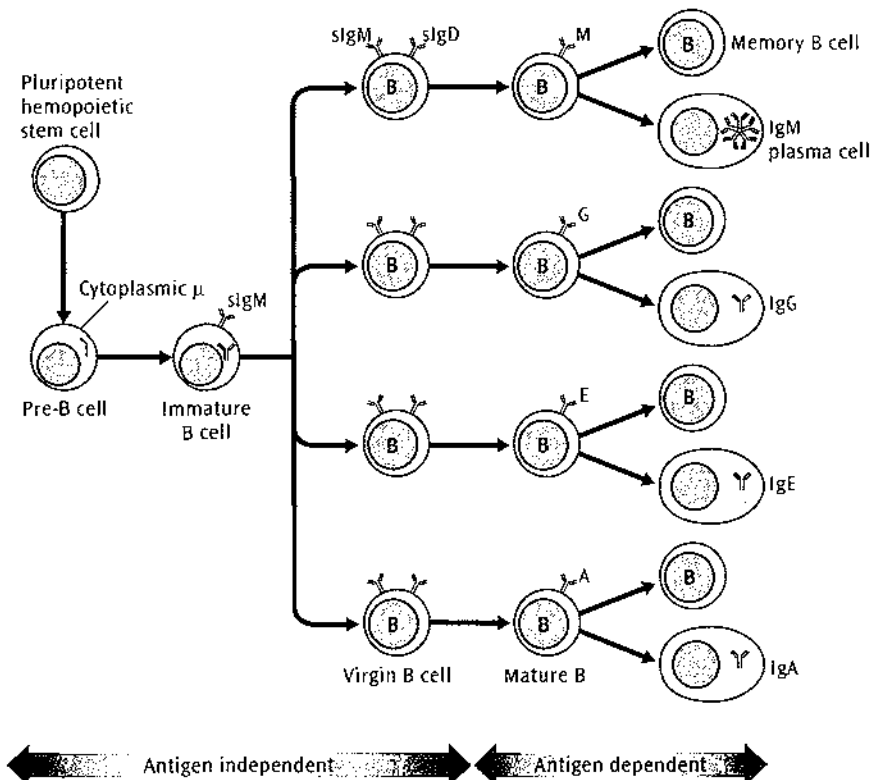 sIgM sIgD
M
B
B
B
Memory B cell
Pluripotent
hemopoietic
stem cell
IgM
plasma cell
Cytoplasmic μ
sIgM
G
B
B
B
IgG
Pre-B cell
Immature
B cell
E
B
B
B
IgE
A
B
B
B
IgA
Virgin B cell
Mature B
Antigen independent
Antigen dependent